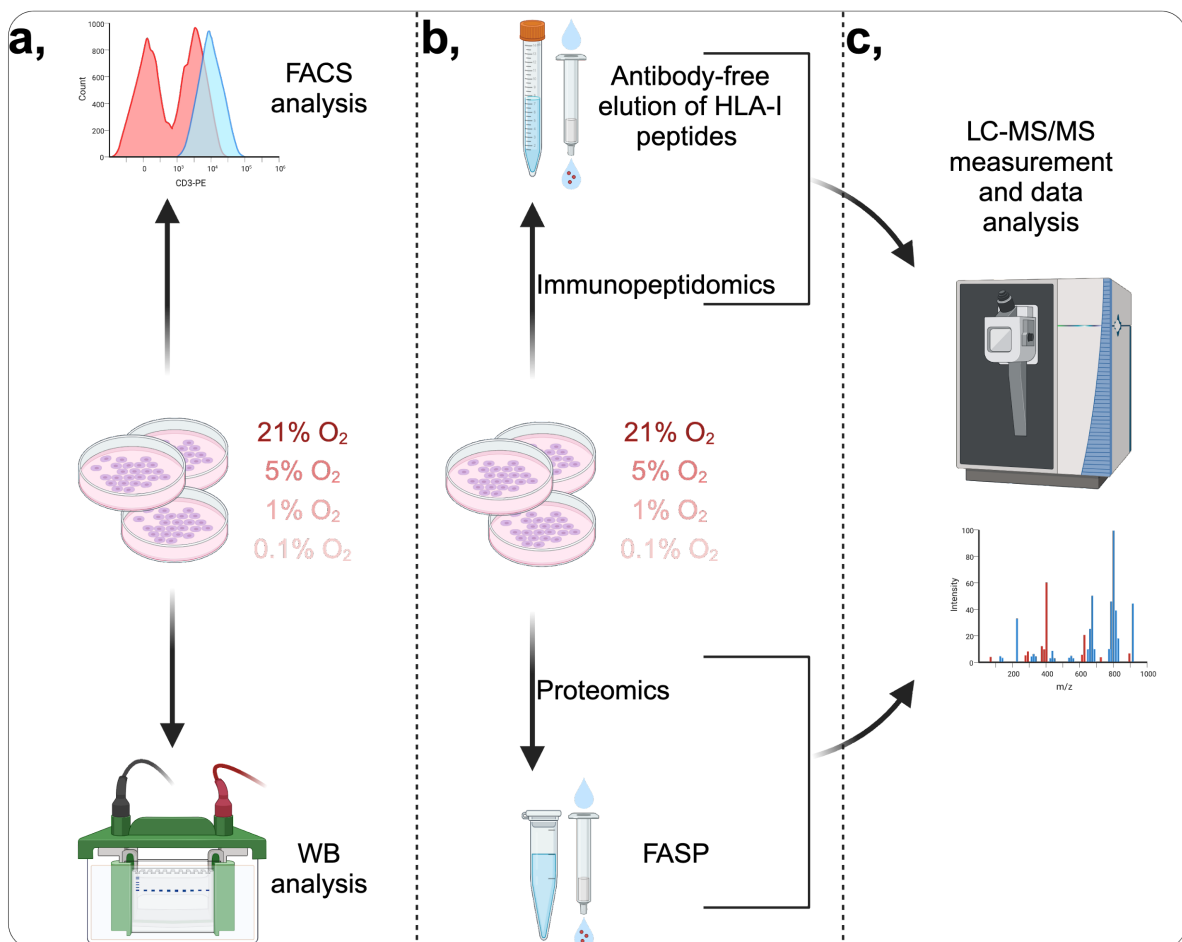 a,
1000
800
600
400
200
0
Count
0
10³
10⁴
10⁵
10⁶
CD3-PE
FACS
analysis
21% O₂
5% O₂
1% O₂
0.1% O₂
WB
analysis
b,
Antibody-free
elution of HLA-I
peptides
Immunopeptidomics
21% O₂
5% O₂
1% O₂
0.1% O₂
Proteomics
FASP
c,
LC-MS/MS
measurement
and data
analysis
100
80
60
40
20
0
Intensity
200
400
600
800
1000
m/z